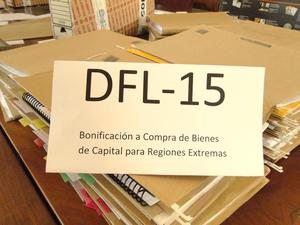 DFL-15
Bonificación a Compra de Bienes
de Capital para Regiones Extremas